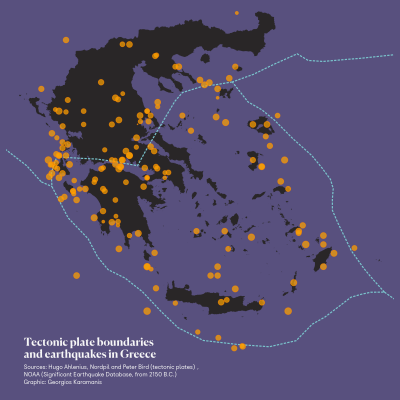 Tectonic plate boundaries
and earthquakes in Greece
Sources: Hugo Ahlenius, Nordpil and Peter Bird (tectonic plates) ,
NOAA (Significant Earthquake Database, from 2150 B.C.)
Graphic: Georgios Karamanis